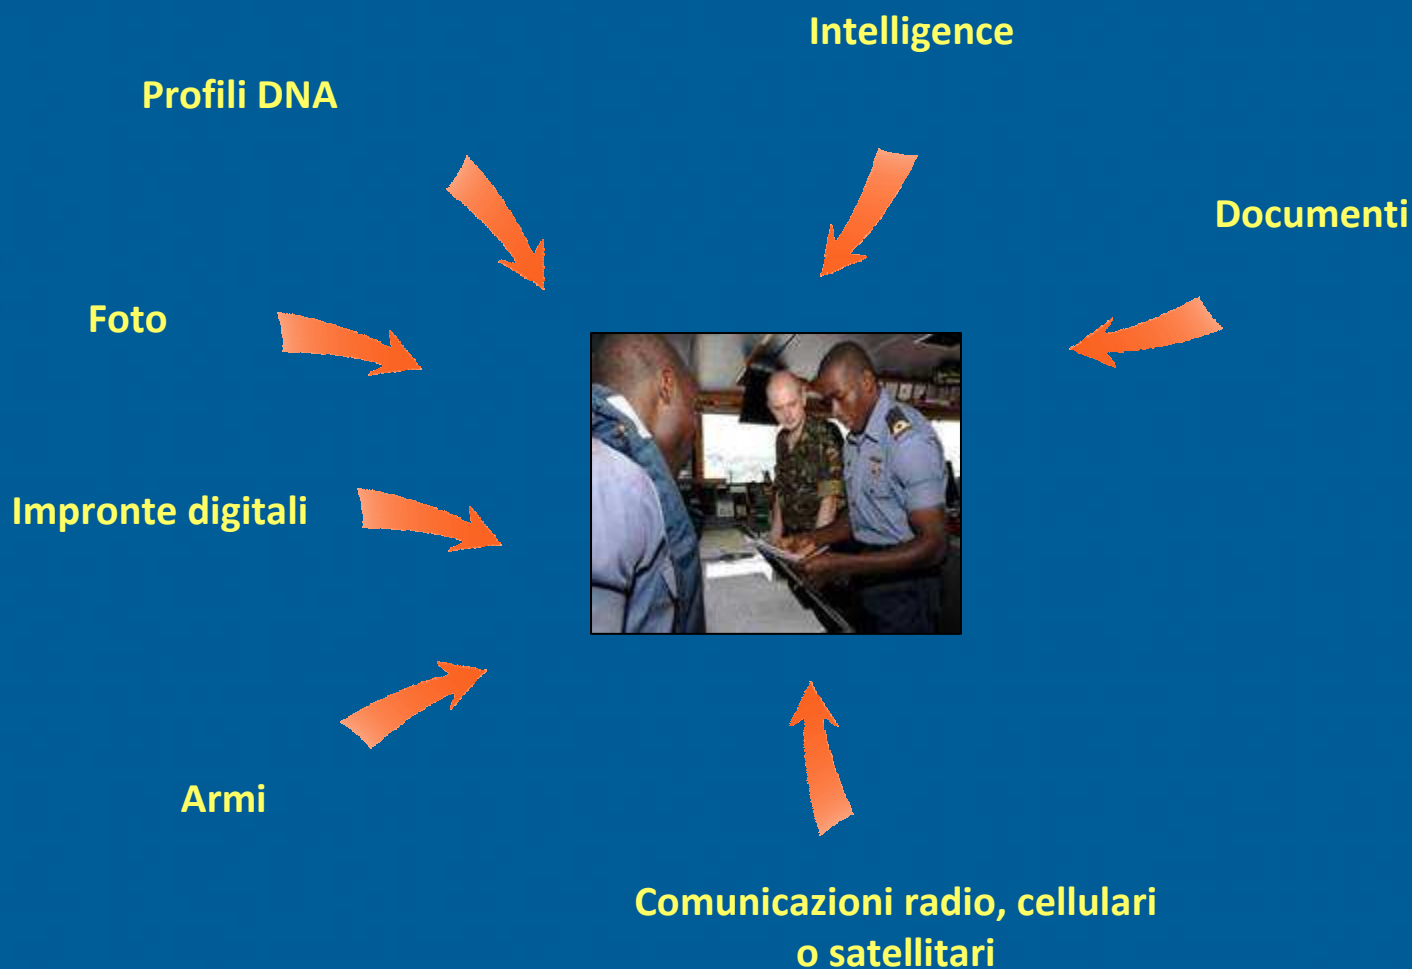 Intelligence
Profili DNA
Documenti
Foto
Impronte digitali
Armi
Comunicazioni radio, cellulari
o satellitari